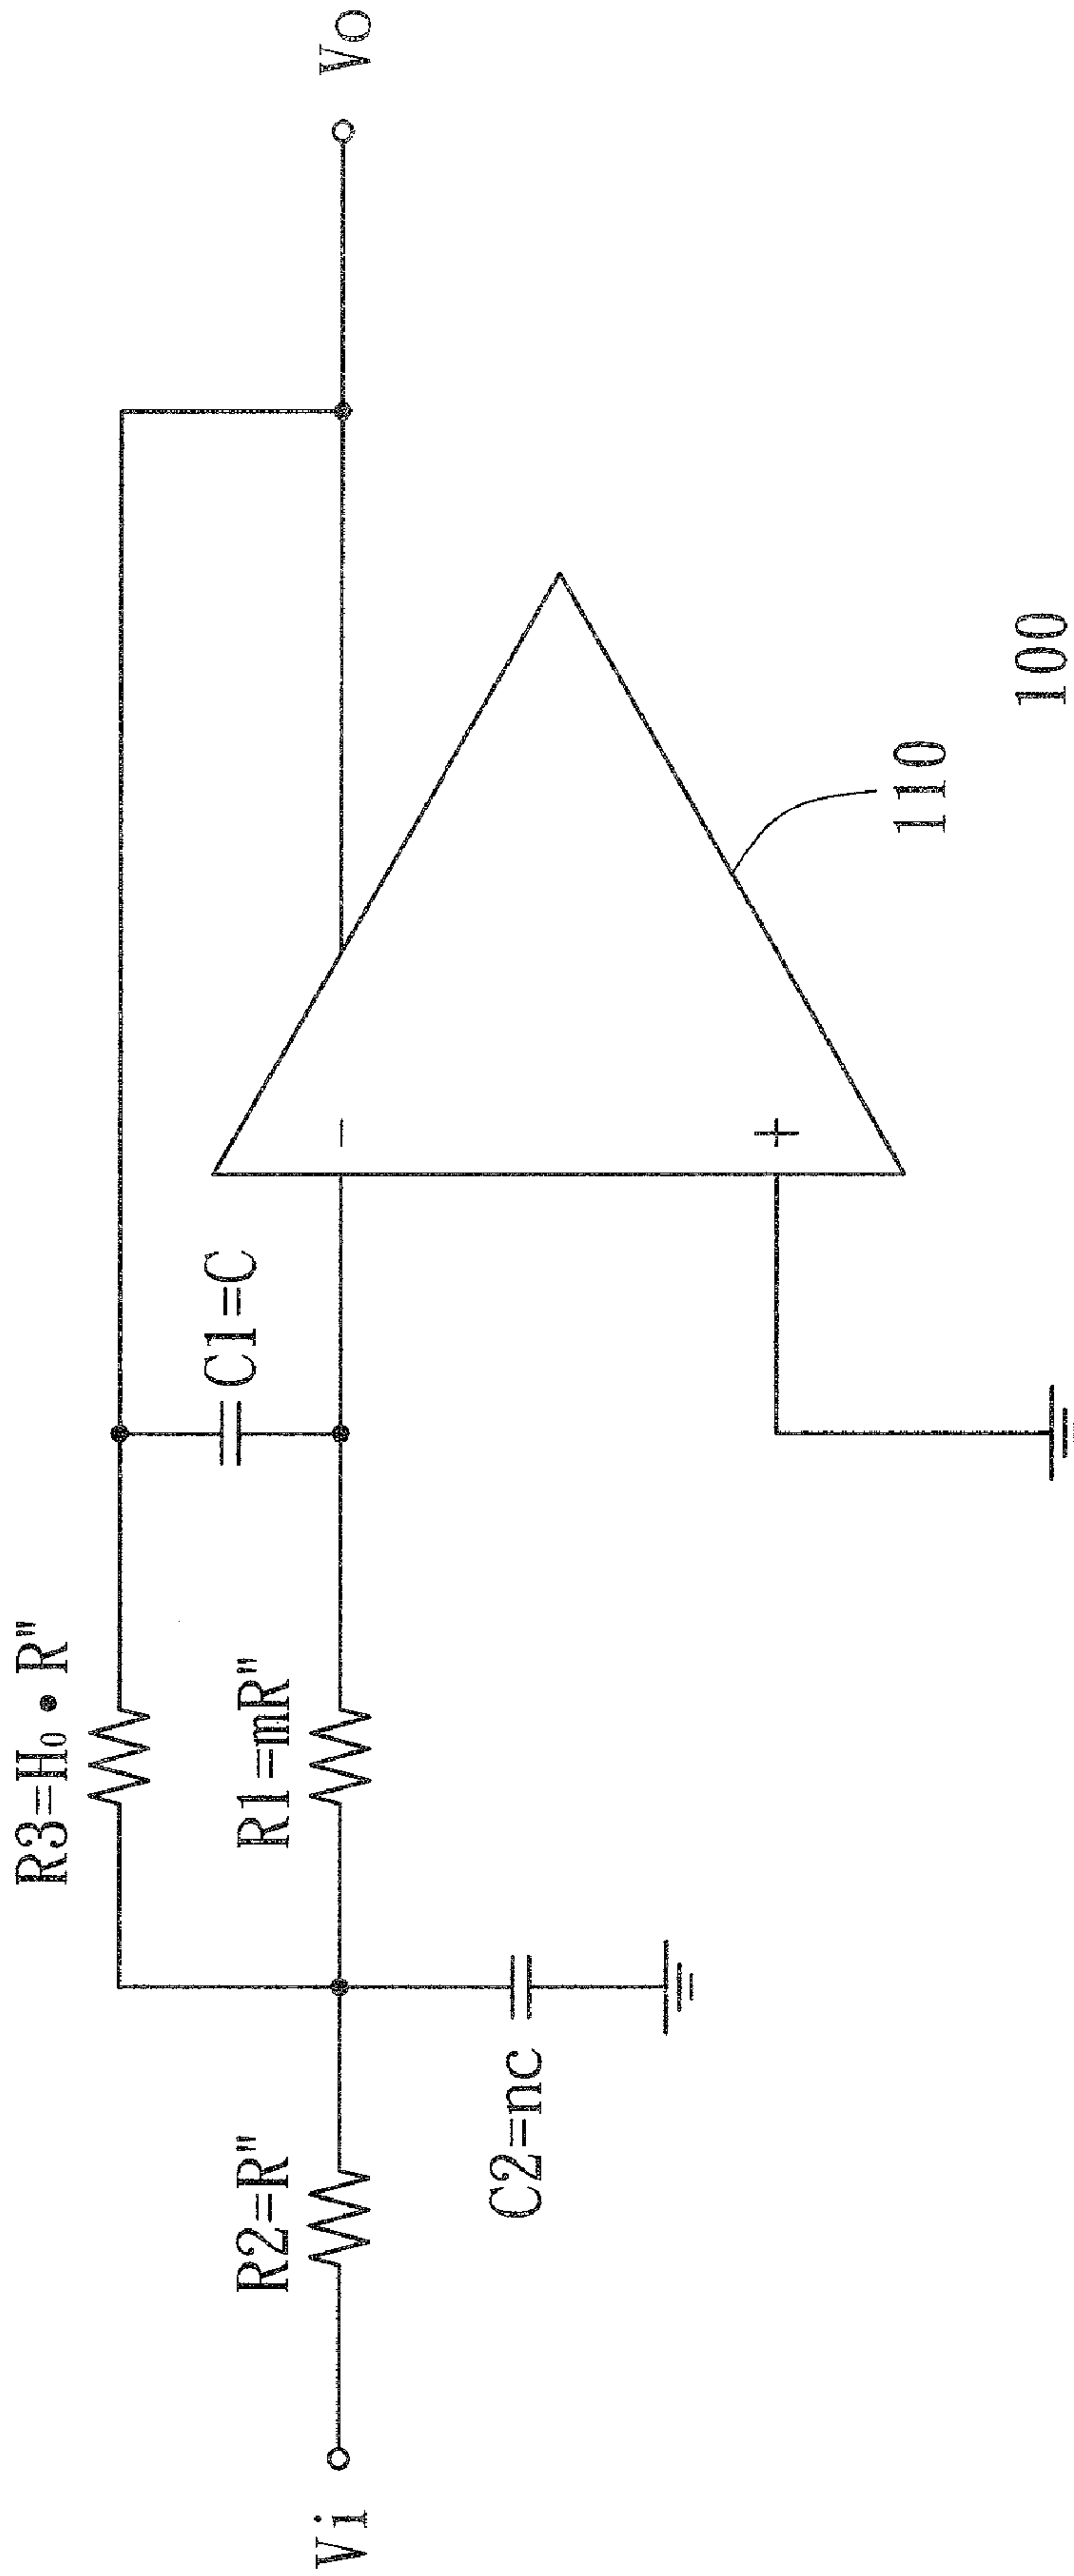 R3=H₀•R"
C1=C
Vi
R2=R"
R1=mR"
−
Vo
C2=nc
+
110
100